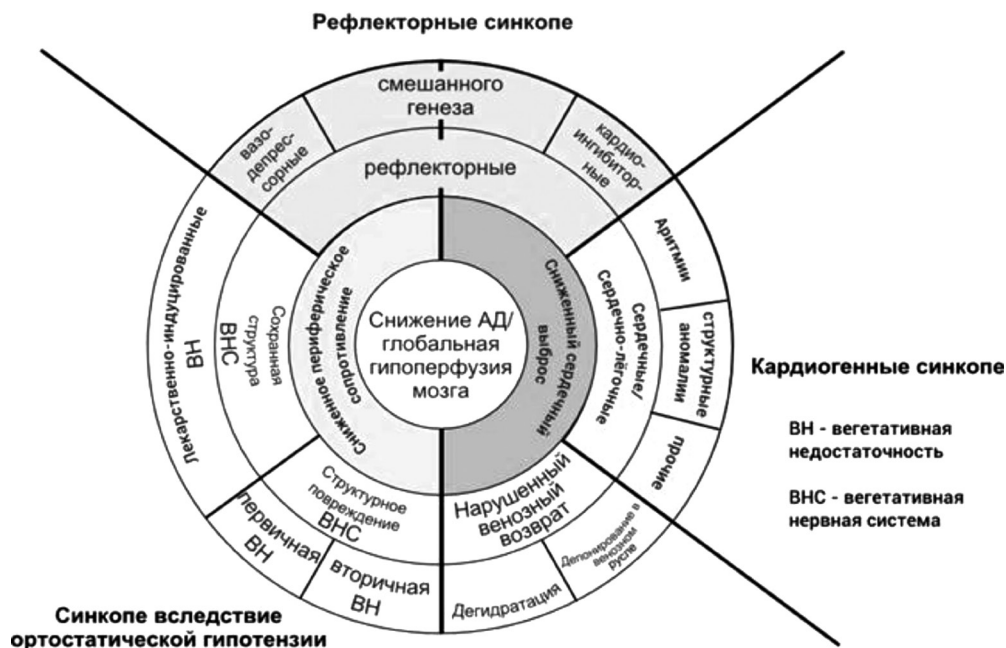 Рефлекторные синкопе
смешанного
генеза
вазо-
депрес-
сорные
кардио-
ингибитор-
ные
рефлекторные
Лекарственно-индуцированные
ВН
Сохранная
структура
ВНС
Сниженное периферическое
сопротивление
Снижение АД/
глобальная
гипоперфузия
мозга
Сниженный сердечный
выброс
Сердечные/
Сердечно-лёгочные
Аритмии
структурные
аномалии
прочие
Кардиогенные синкопе
ВН - вегетативная
недостаточность
ВНС - вегетативная
нервная система
Структурное
повреждение
ВНС
Нарушенный
венозный
возврат
первичная
ВН
вторичная
ВН
Дегидратация
Депонирование в
венозном
русле
Синкопе вследствие
ортостатической гипотензии